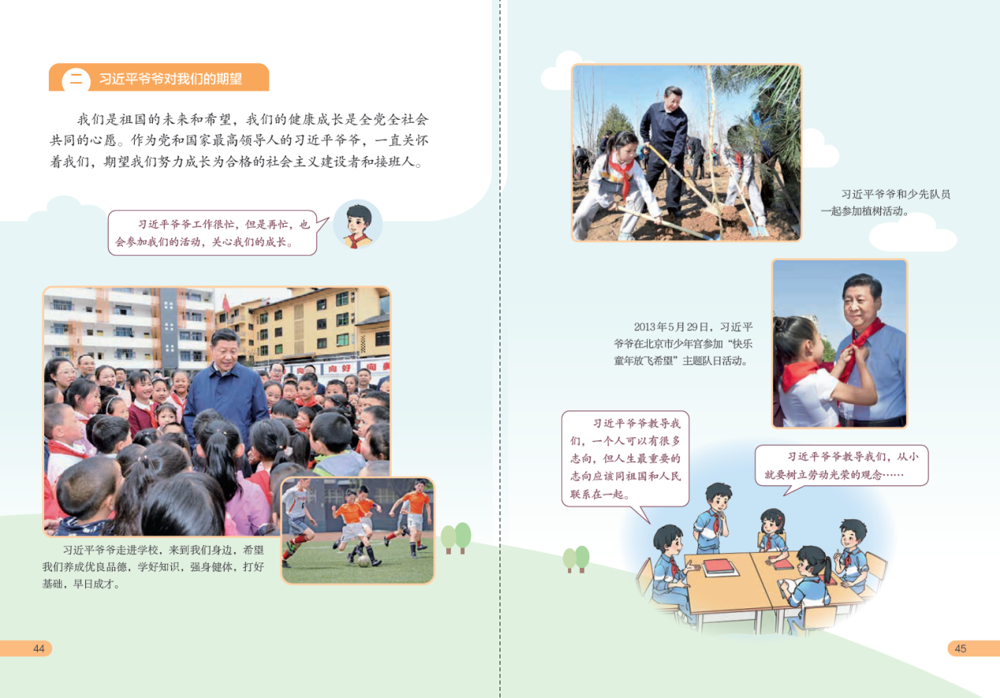 二 习近平爷爷对我们的期望
我们是祖国的未来和希望，我们的健康成长是全党全社会
共同的心愿。作为党和国家最高领导人的习近平爷爷，一直关怀
着我们，期望我们努力成长为合格的社会主义建设者和接班人。
习近平爷爷工作很忙，但是再忙，也
会参加我们的活动，关心我们的成长。
向好 向美
习近平爷爷走进学校，来到我们身边，希望
我们养成优良品德，学好知识，强身健体，打好
基础，早日成才。
44
习近平爷爷和少先队员
一起参加植树活动。
2013年5月29日，习近平
爷爷在北京市少年宫参加“快乐
童年放飞希望”主题队日活动。
习近平爷爷教导我
们，一个人可以有很多
志向，但人生最重要的
志向应该同祖国和人民
联系在一起。
习近平爷爷教导我们，从小
就要树立劳动光荣的观念……
45